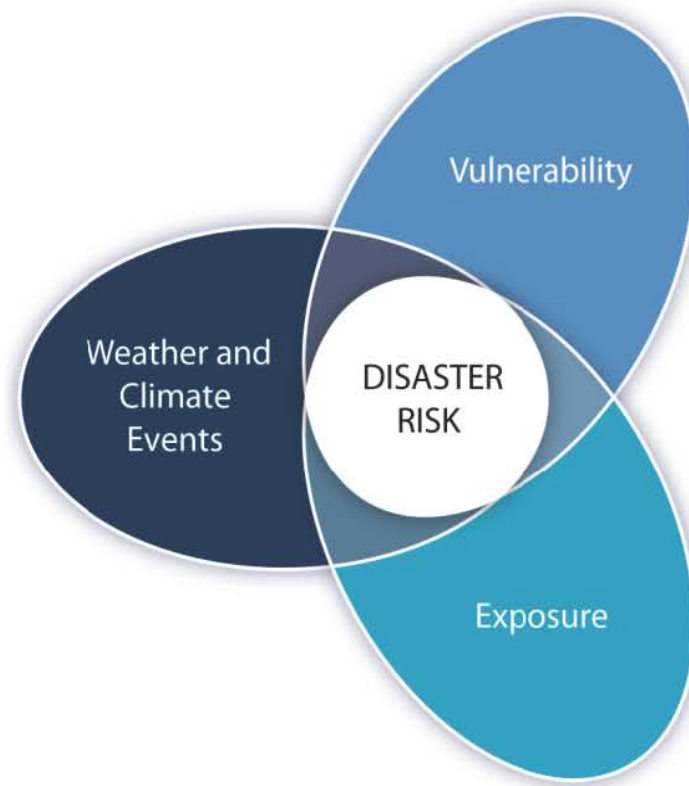 Vulnerability
Weather and
Climate
Events
DISASTER
RISK
Exposure